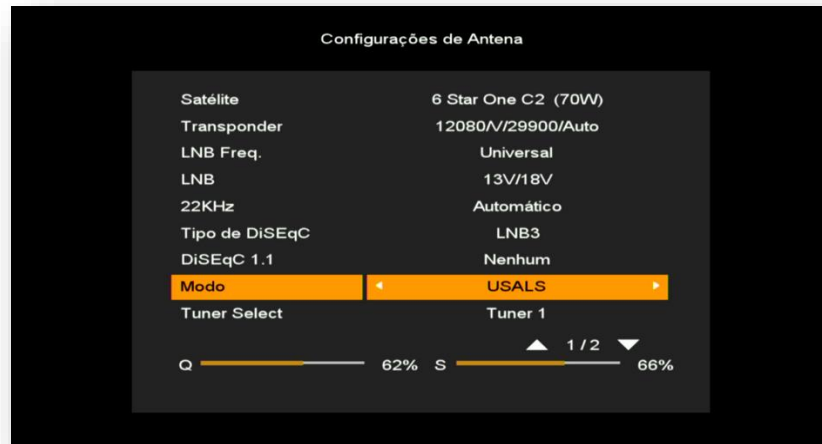 Configurações de Antena
Satélite 6 Star One C2 (70W)
Transponder 12080/V/29900/Auto
LNB Freq. Universal
LNB 13V/18V
22KHz Automático
Tipo de DiSEqC LNB3
DiSEqC 1.1 Nenhum
Modo USALS
Tuner Select Tuner 1
1/2
Q 62% S 66%